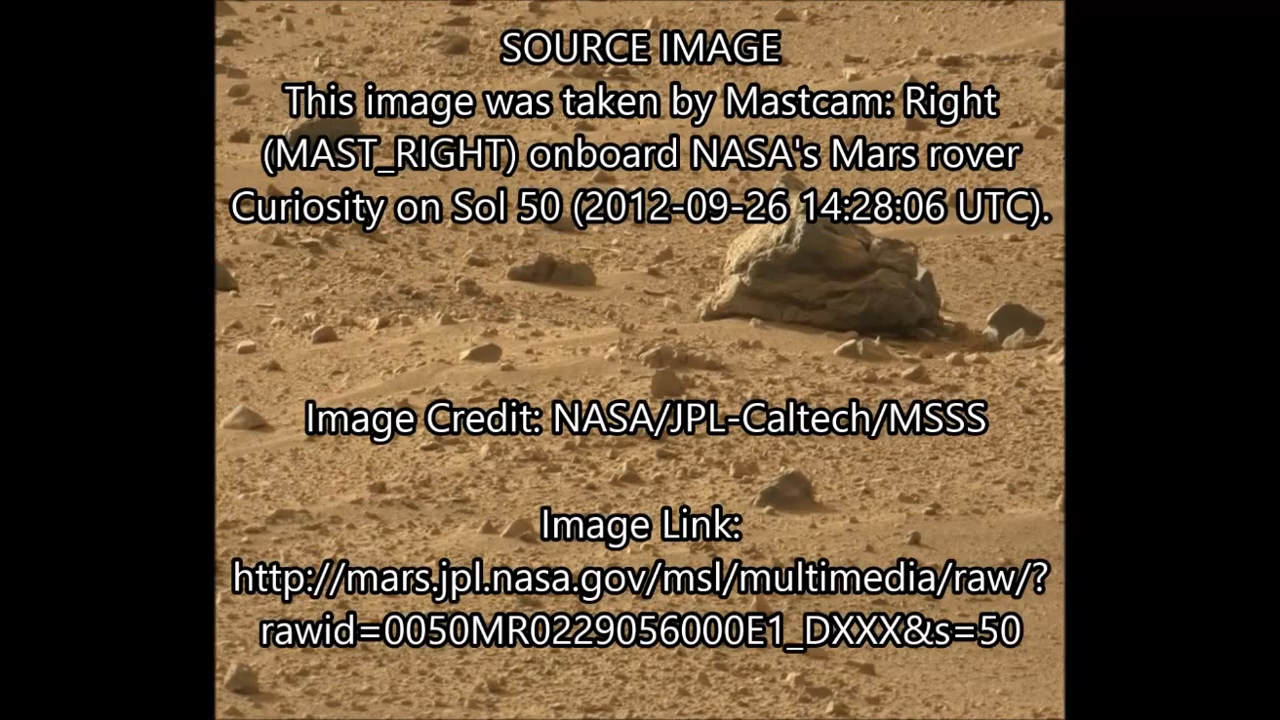 SOURCE IMAGE
This image was taken by Mastcam: Right
(MAST_RIGHT) onboard NASA's Mars rover
Curiosity on Sol 50 (2012-09-26 14:28:06 UTC).
Image Credit: NASA/JPL-Caltech/MSSS
Image Link:
http://mars.jpl.nasa.gov/msl/multimedia/raw/?
rawid=0050MR0229056000E1_DXXX&s=50